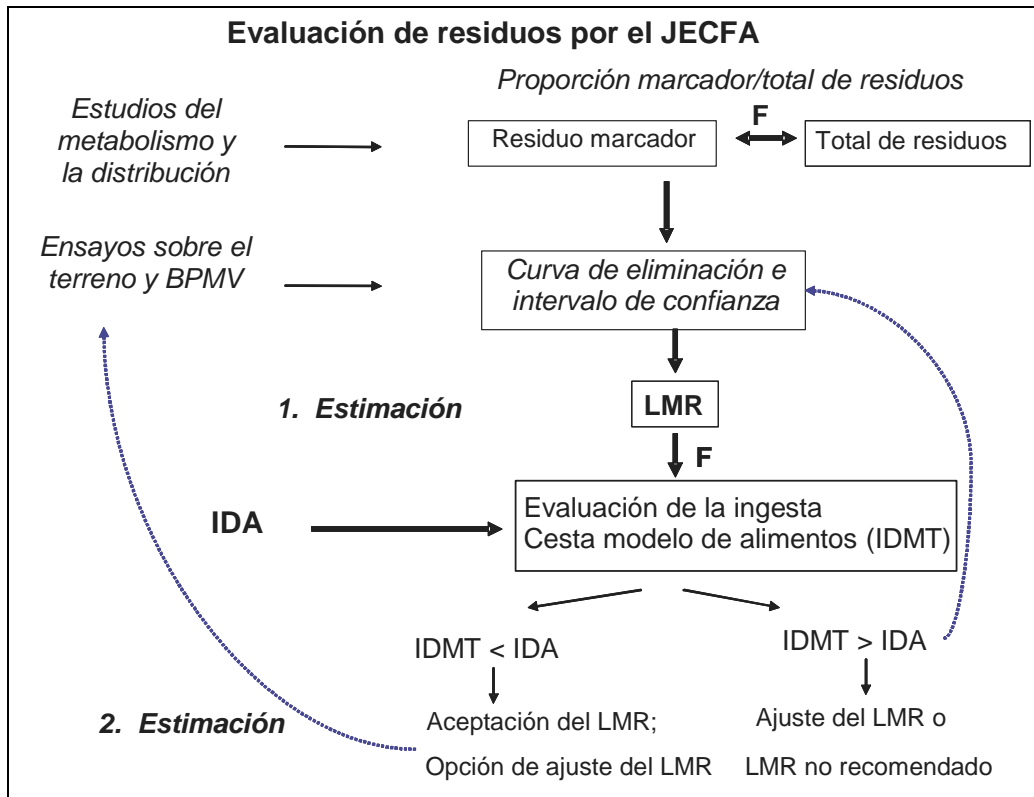 Evaluación de residuos por el JECFA
Proporción marcador/total de residuos
Estudios del
metabolismo y
la distribución
Residuo marcador
F
Total de residuos
Ensayos sobre el
terreno y BPMV
Curva de eliminación e
intervalo de confianza
1. Estimación
LMR
F
IDA
Evaluación de la ingesta
Cesta modelo de alimentos (IDMT)
IDMT < IDA
IDMT > IDA
2. Estimación
Aceptación del LMR;
Opción de ajuste del LMR
Ajuste del LMR o
LMR no recomendado